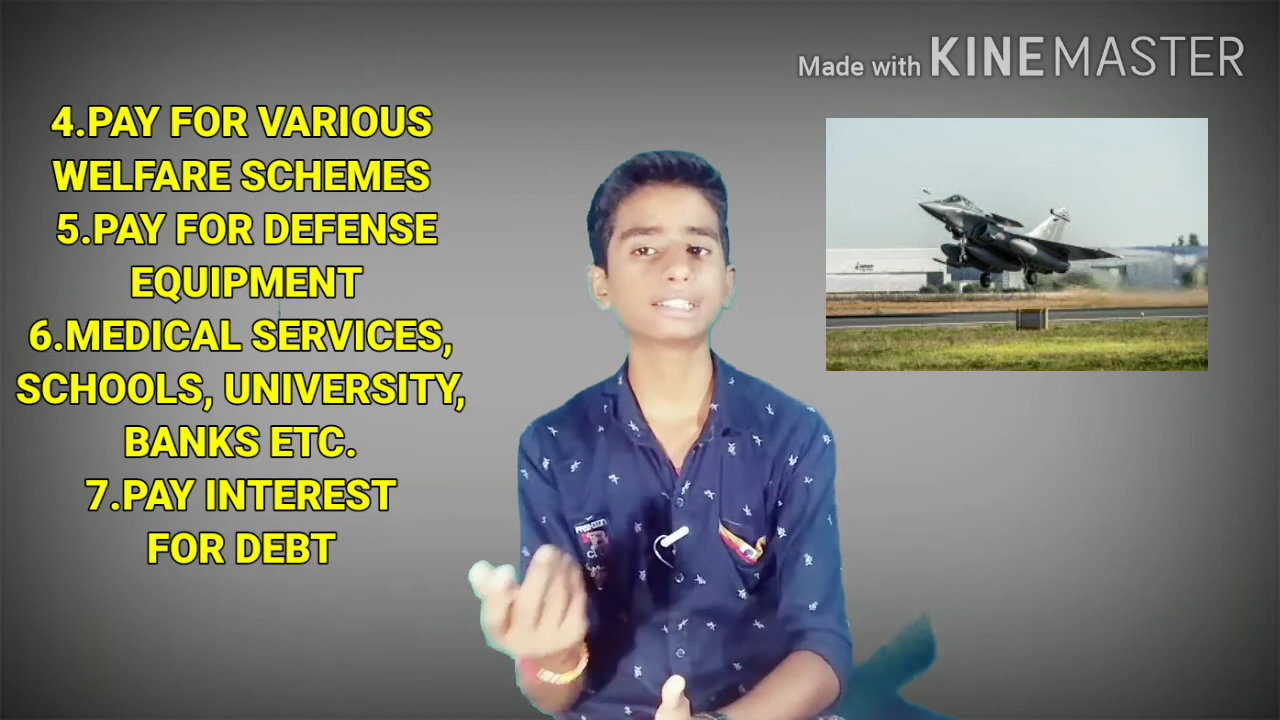 Made with KINEMASTER
4.PAY FOR VARIOUS
WELFARE SCHEMES
5.PAY FOR DEFENSE
EQUIPMENT
6.MEDICAL SERVICES,
SCHOOLS, UNIVERSITY,
BANKS ETC.
7.PAY INTEREST
FOR DEBT